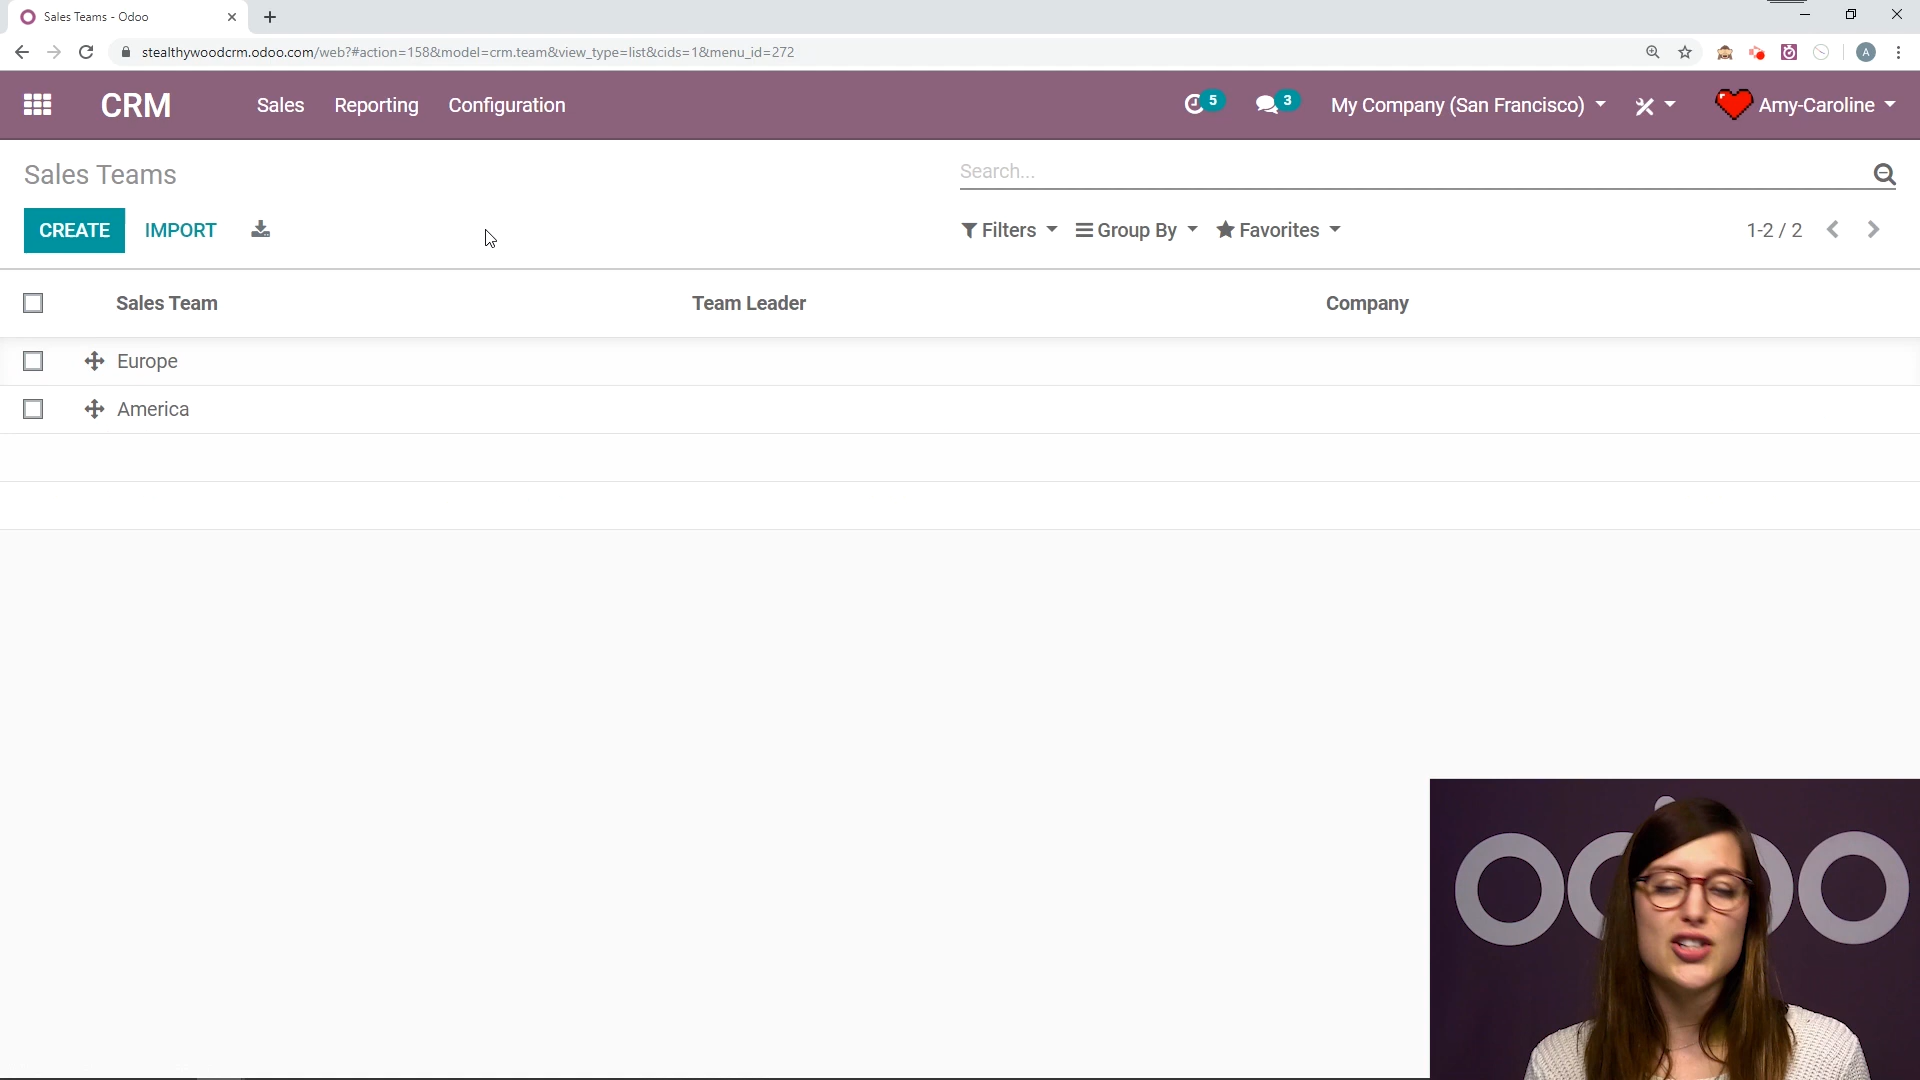 Sales Teams - Odoo
stealthywoodcrm.odoo.com/web?#action=158&model=crm.team&view_type=list&cids=1&menu_id=272
A
CRM
Sales
Reporting
Configuration
5
3
My Company (San Francisco)
Amy-Caroline
Sales Teams
Search...
CREATE
IMPORT
Filters
Group By
Favorites
1-2 / 2
Sales Team
Team Leader
Company
Europe
America
odoo